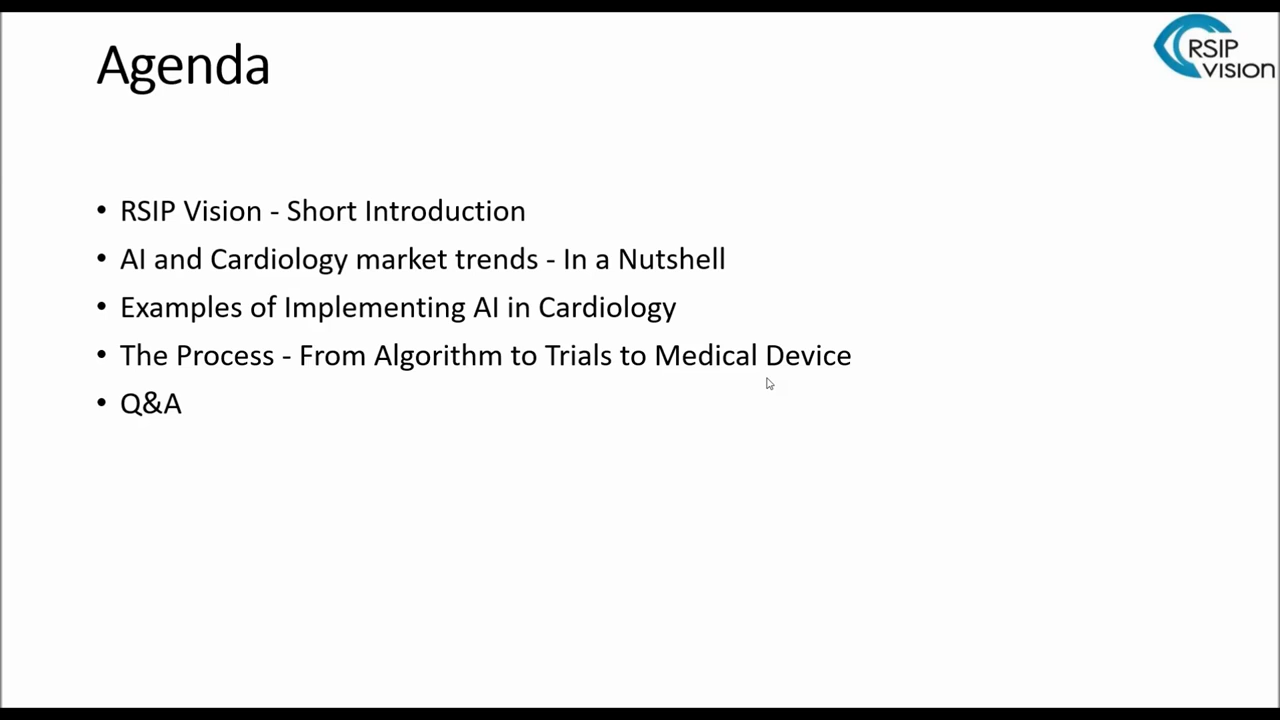 Agenda
RSIP
VISION
• RSIP Vision - Short Introduction
• AI and Cardiology market trends - In a Nutshell
• Examples of Implementing AI in Cardiology
• The Process - From Algorithm to Trials to Medical Device
• Q&A